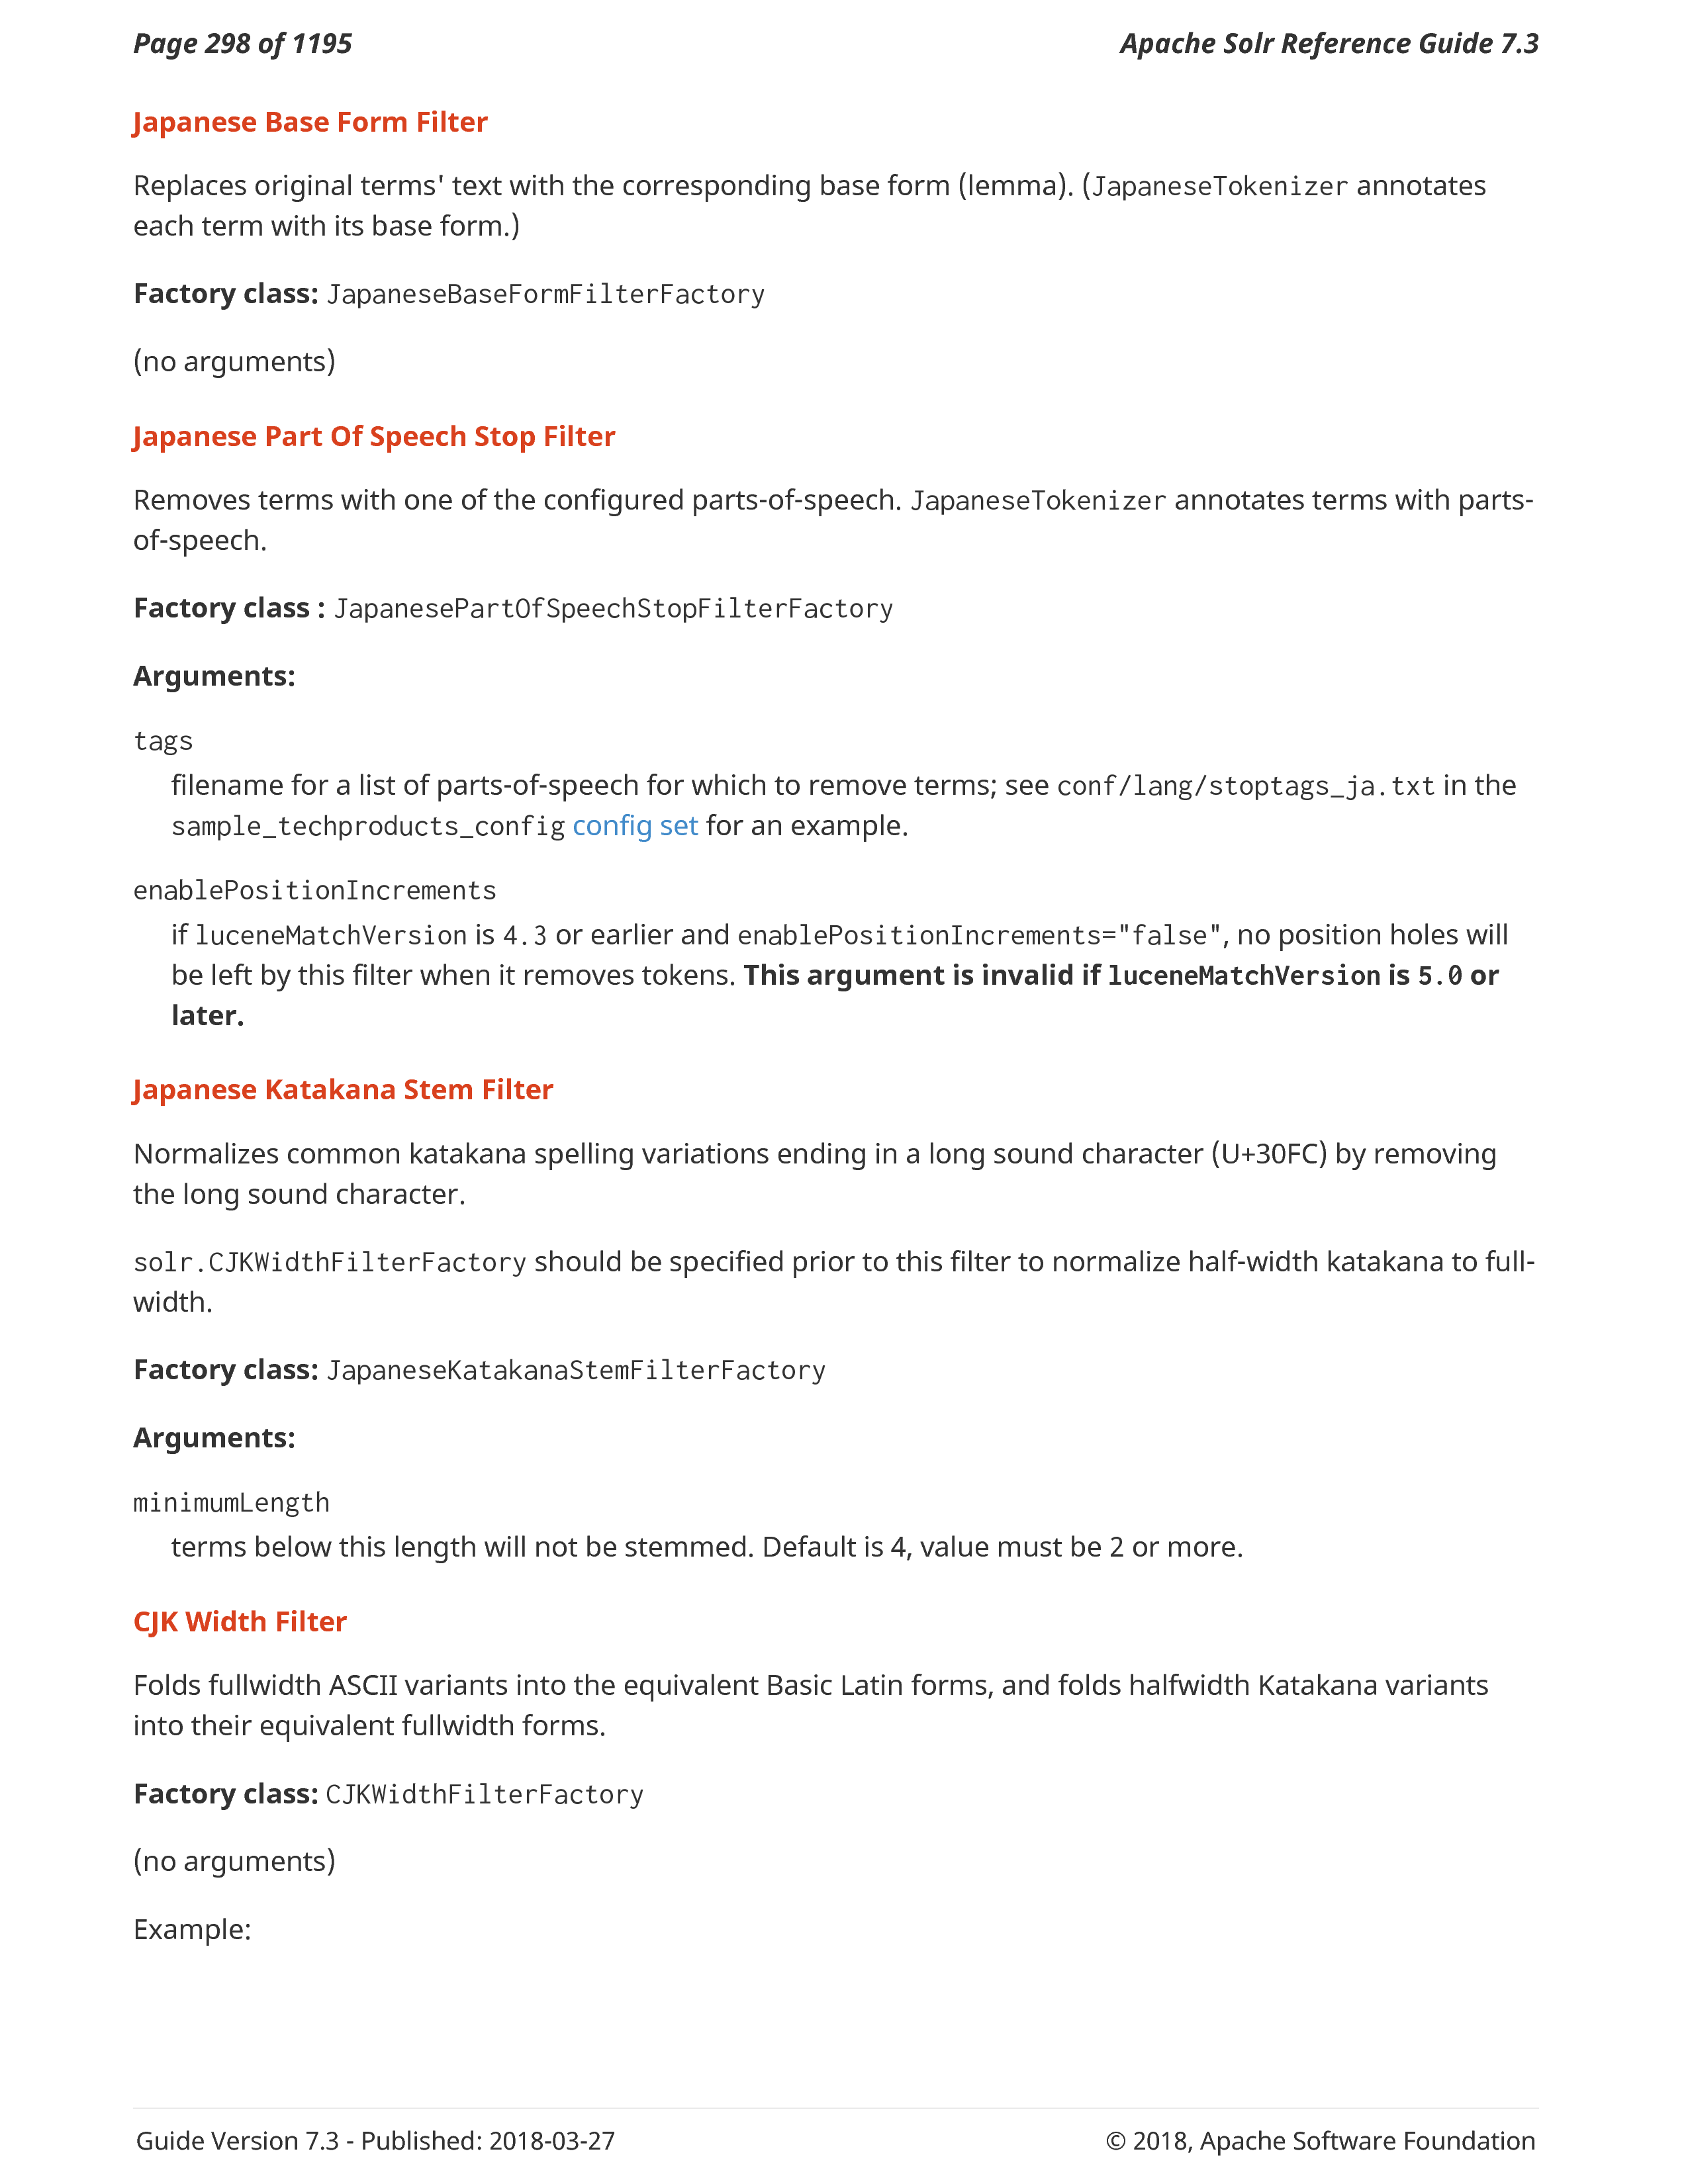 Page 298 of 1195
Apache Solr Reference Guide 7.3
Japanese Base Form Filter
Replaces original terms' text with the corresponding base form (lemma). (JapaneseTokenizer annotates
each term with its base form.)
Factory class: JapaneseBaseFormFilterFactory
(no arguments)
Japanese Part Of Speech Stop Filter
Removes terms with one of the configured parts-of-speech. JapaneseTokenizer annotates terms with parts-
of-speech.
Factory class : JapanesePartOfSpeechStopFilterFactory
Arguments:
tags
filename for a list of parts-of-speech for which to remove terms; see conf/lang/stoptags_ja.txt in the
sample_techproducts_config config set for an example.
enablePositionIncrements
if luceneMatchVersion is 4.3 or earlier and enablePositionIncrements="false", no position holes will
be left by this filter when it removes tokens. This argument is invalid if luceneMatchVersion is 5.0 or
later.
Japanese Katakana Stem Filter
Normalizes common katakana spelling variations ending in a long sound character (U+30FC) by removing
the long sound character.
solr.CJKWidthFilterFactory should be specified prior to this filter to normalize half-width katakana to full-
width.
Factory class: JapaneseKatakanaStemFilterFactory
Arguments:
minimumLength
terms below this length will not be stemmed. Default is 4, value must be 2 or more.
CJK Width Filter
Folds fullwidth ASCII variants into the equivalent Basic Latin forms, and folds halfwidth Katakana variants
into their equivalent fullwidth forms.
Factory class: CJKWidthFilterFactory
(no arguments)
Example:
Guide Version 7.3 - Published: 2018-03-27
© 2018, Apache Software Foundation